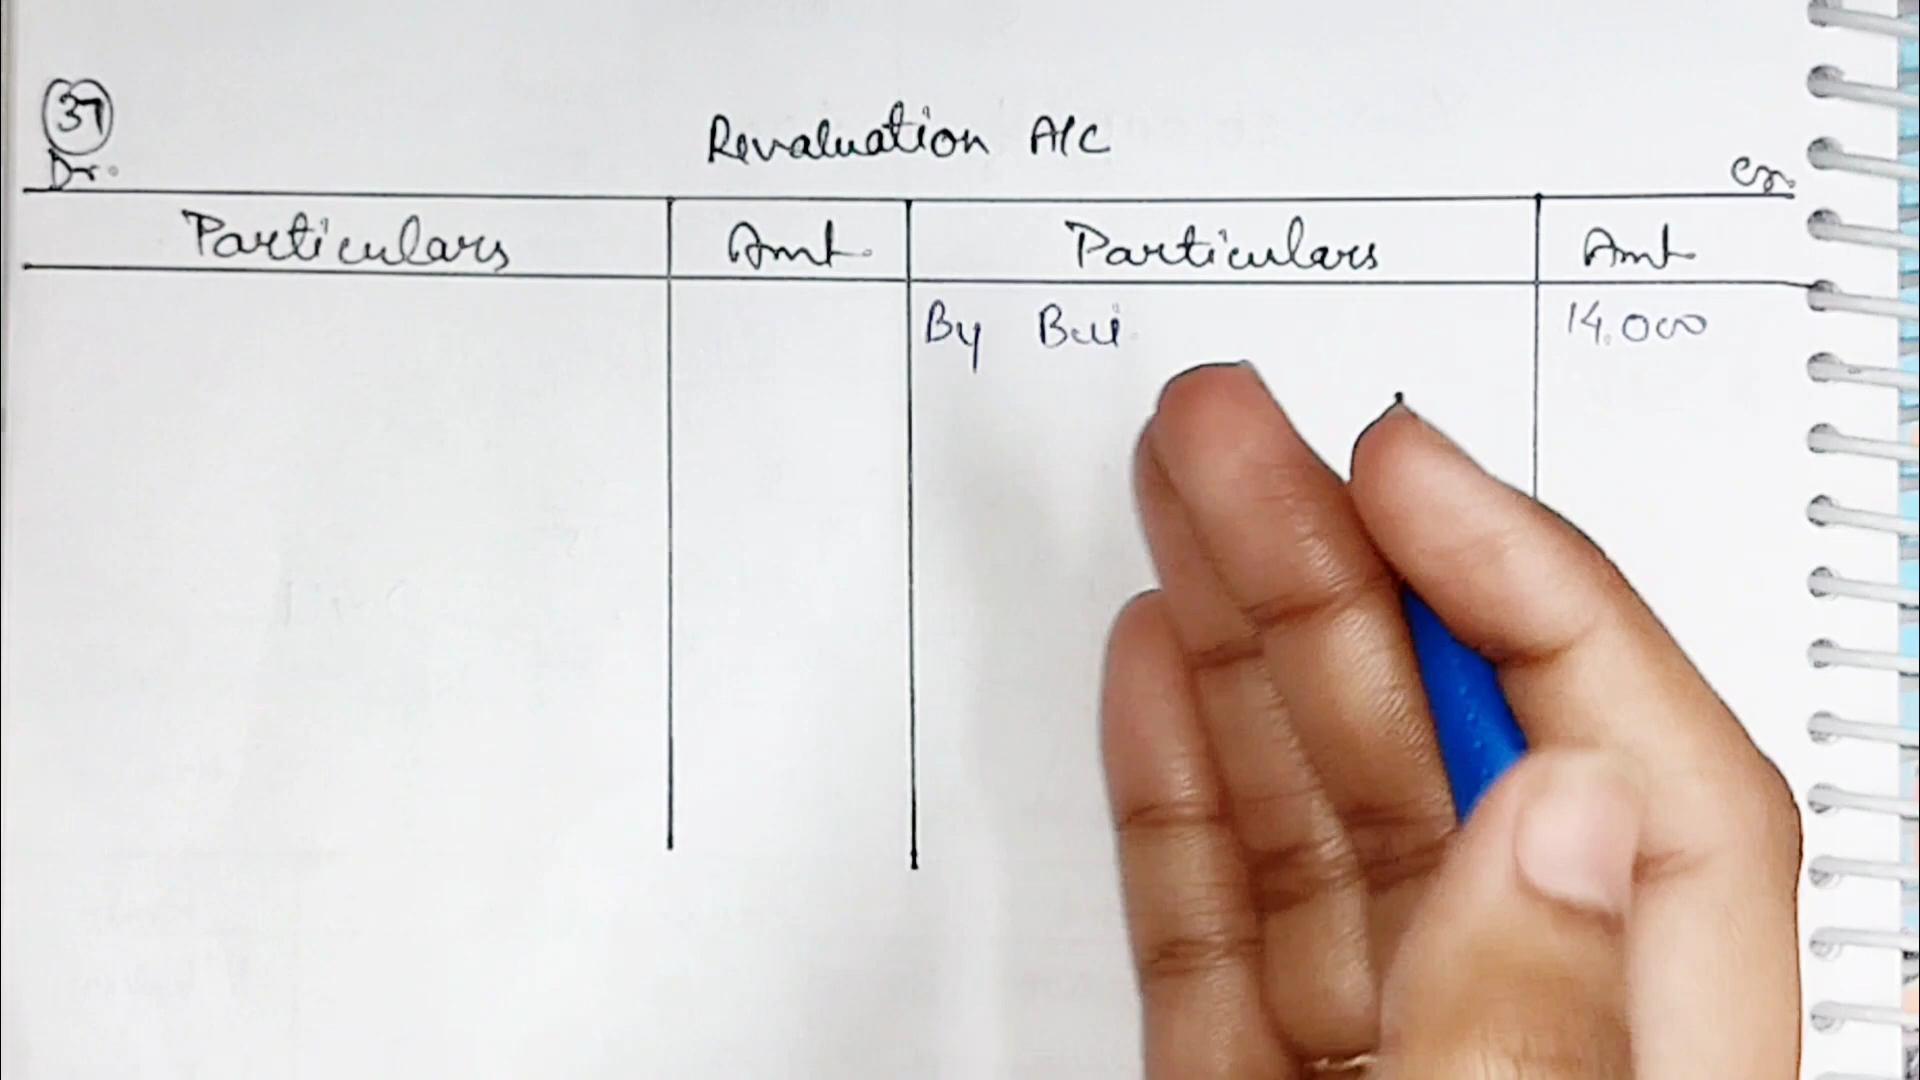 37
Revaluation A/C
Dr. Cr.
Particulars Amt. Particulars Amt
By Bui 14,000